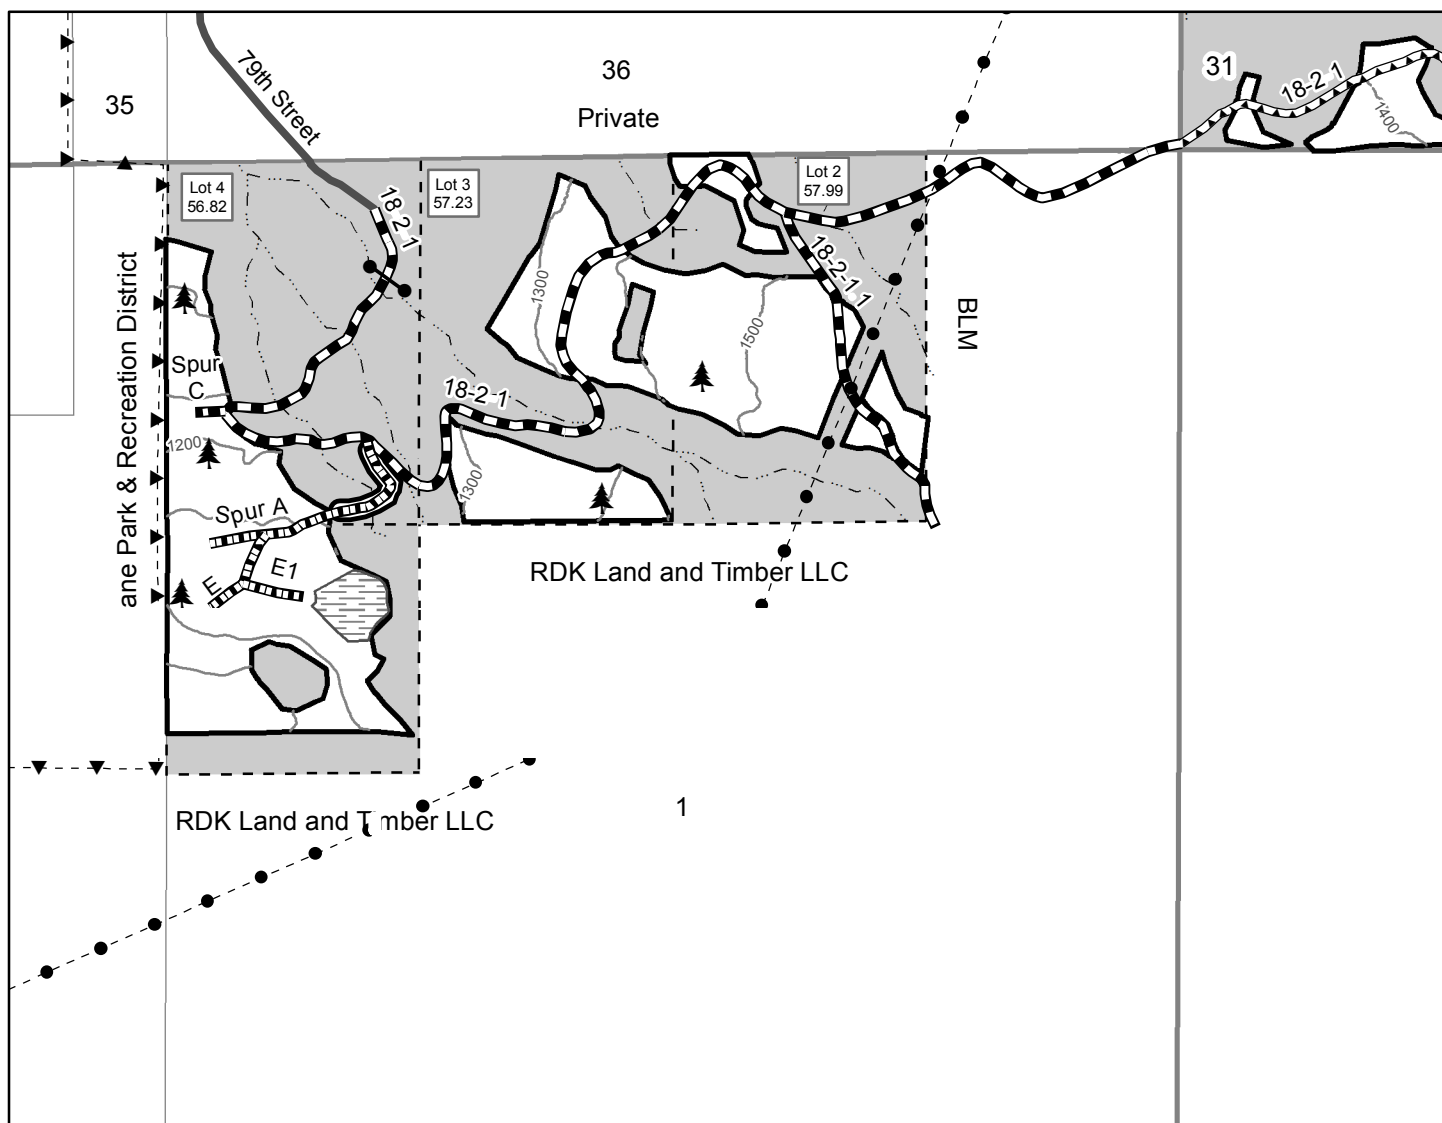 36
31
35
Private
79th Street
18-2-1
1400
Lot 4
56.82
Lot 3
57.23
Lot 2
57.99
18-2-1
18-2-1.1
1300
1500
BLM
ane Park & Recreation District
Spur
C
18-2-1
1200
1300
Spur A
E
E1
RDK Land and Timber LLC
RDK Land and T mber LLC
1